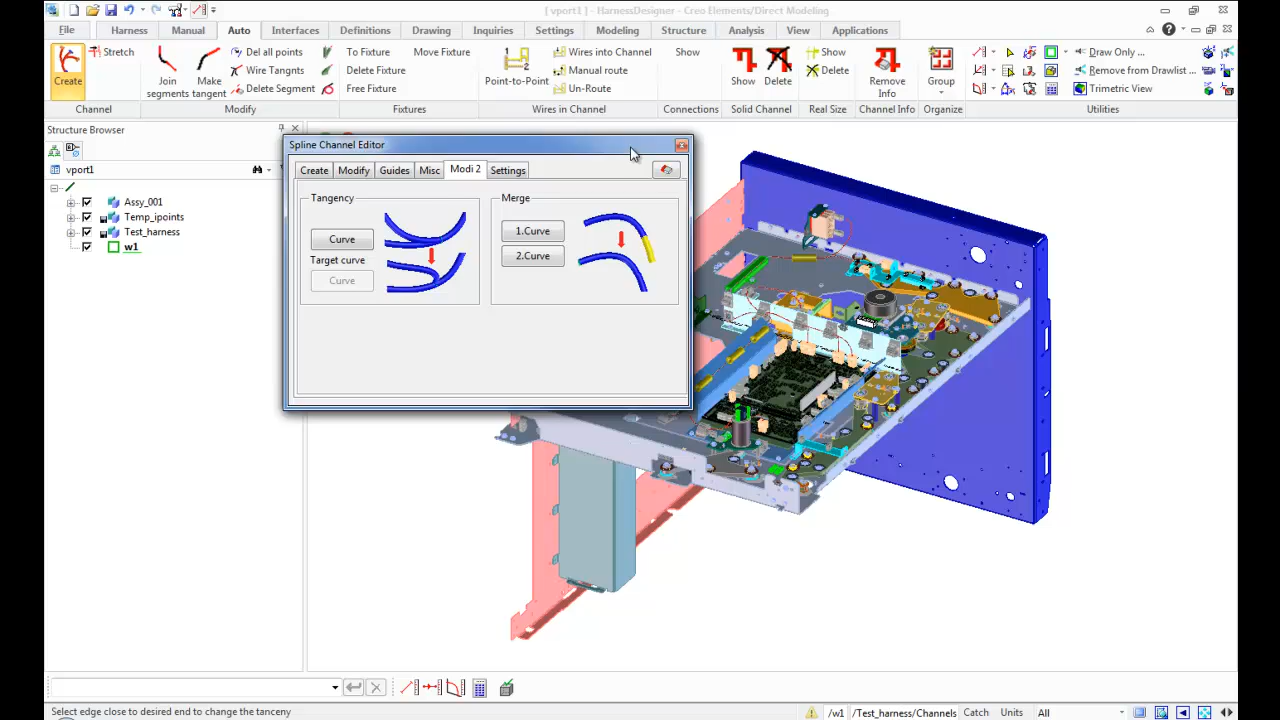 [ vport1 ] - HarnessDesigner - Creo Elements/Direct Modeling
File Harness Manual Auto Interfaces Definitions Drawing Inquiries Settings Modeling Structure Analysis View Applications
Create
Stretch
Join segments
Make tangent
Del all points
Wire Tangnts
Delete Segment
To Fixture
Delete Fixture
Free Fixture
Move Fixture
Point-to-Point
Wires into Channel
Manual route
Un-Route
Show
Show
Delete
Show
Delete
Remove Info
Group
Draw Only ...
Remove from Drawlist ...
Trimetric View
Channel Modify Fixtures Wires in Channel Connections Solid Channel Real Size Channel Info Organize Utilities
Structure Browser
vport1
Assy_001
Temp_ipoints
Test_harness
w1
Spline Channel Editor
Create Modify Guides Misc Modi 2 Settings
Tangency
Curve
Target curve
Curve
Merge
1.Curve
2.Curve
Select edge close to desired end to change the tanceny
/w1 /Test_harness/Channels Catch Units All